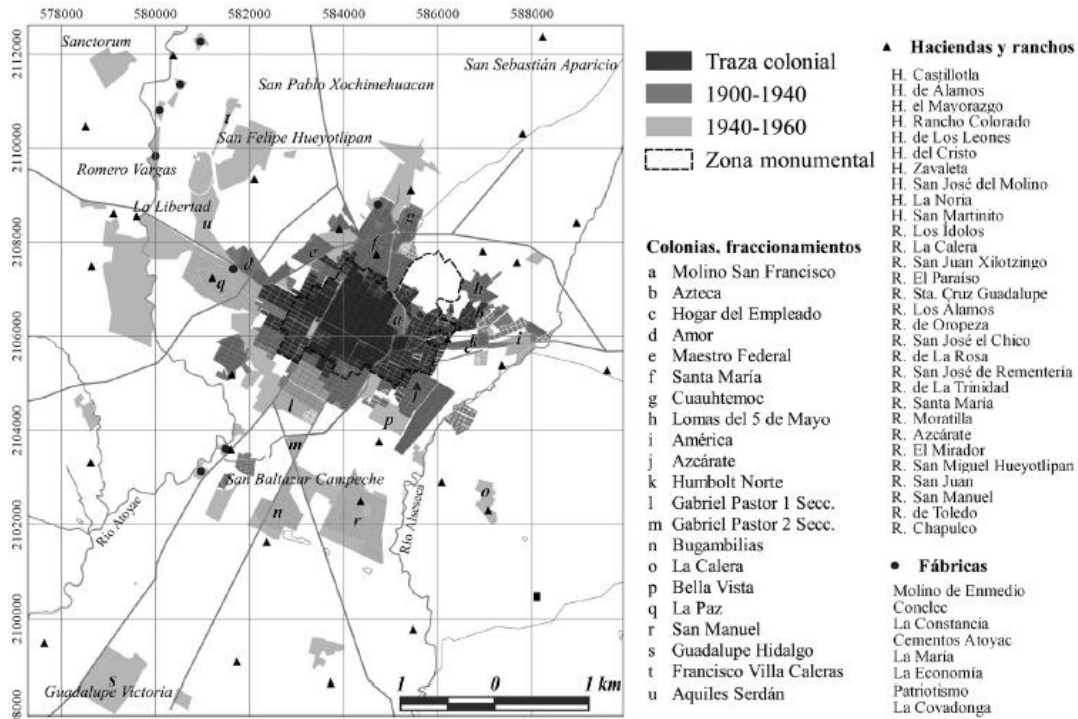 578000 580000 582000 584000 586000 588000
2112000
2110000
2108000
2106000
2104000
2102000
2100000
Sanctorum
San Pablo Xochimehuacan
San Sebastián Aparicio
San Felipe Hueyotlipan
Romero Vargas
La Libertad
San Baltazar Campeche
Río Atoyac
Río Alseseca
Guadalupe Victoria
t
u
g
f
e
d
q
h
a
k
i
j
l
p
m
o
n
r
s
1 0 1 km
Traza colonial
1900-1940
1940-1960
Zona monumental
Colonias, fraccionamientos
a Molino San Francisco
b Azteca
c Hogar del Empleado
d Amor
e Maestro Federal
f Santa María
g Cuauhtemoc
h Lomas del 5 de Mayo
i América
j Azcárate
k Humbolt Norte
l Gabriel Pastor 1 Secc.
m Gabriel Pastor 2 Secc.
n Bugambilias
o La Calera
p Bella Vista
q La Paz
r San Manuel
s Guadalupe Hidalgo
t Francisco Villa Caleras
u Aquiles Serdán
Haciendas y ranchos
H. Castillotla
H. de Álamos
H. el Mayorazgo
H. Rancho Colorado
H. de Los Leones
H. del Cristo
H. Zavaleta
H. San José del Molino
H. La Noria
H. San Martinito
R. Los Ídolos
R. La Calera
R. San Juan Xilotzingo
R. El Paraíso
R. Sta. Cruz Guadalupe
R. Los Álamos
R. de Oropeza
R. San José el Chico
R. de La Rosa
R. San José de Rementería
R. de La Trinidad
R. Santa María
R. Moratilla
R. Azcárate
R. El Mirador
R. San Miguel Hueyotlipan
R. San Juan
R. San Manuel
R. de Toledo
R. Chapulco
Fábricas
Molino de Enmedio
Conclec
La Constancia
Cementos Atoyac
La María
La Economía
Patriotismo
La Covadonga